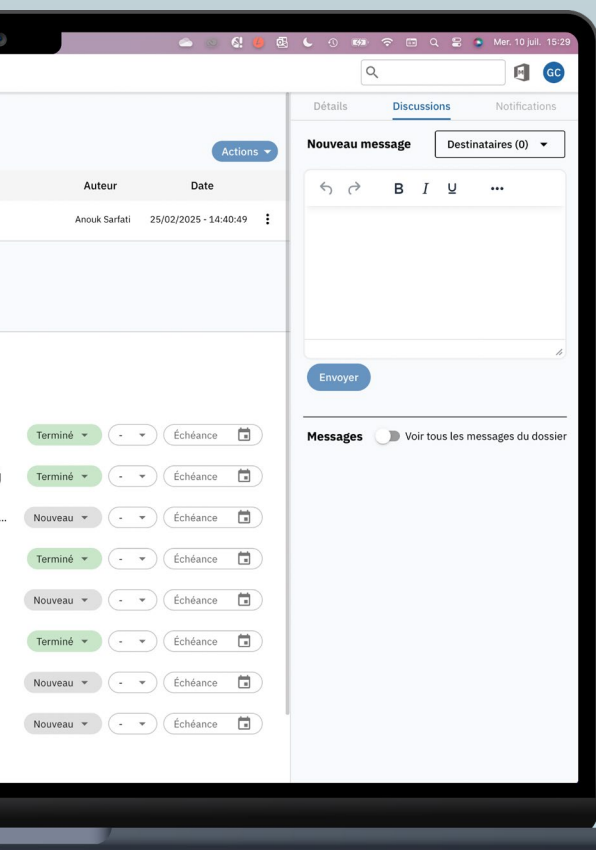 Mer. 10 juil. 15:29
GC
Détails Discussions Notifications
Nouveau message Destinataires (0)
Actions
Auteur Date
Anouk Sarfati 25/02/2025 - 14:40:49
B I U ...
Envoyer
Messages Voir tous les messages du dossier
Terminé - Échéance
Terminé - Échéance
... Nouveau - Échéance
Terminé - Échéance
Nouveau - Échéance
Terminé - Échéance
Nouveau - Échéance
Nouveau - Échéance